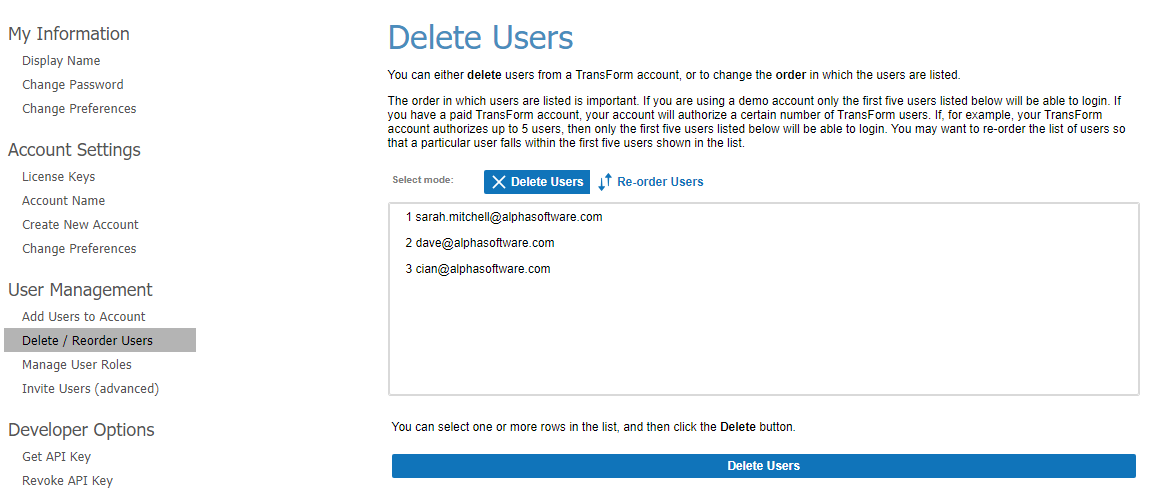 My Information
Display Name
Change Password
Change Preferences
Account Settings
License Keys
Account Name
Create New Account
Change Preferences
User Management
Add Users to Account
Delete / Reorder Users
Manage User Roles
Invite Users (advanced)
Developer Options
Get API Key
Revoke API Key
Delete Users
You can either delete users from a TransForm account, or to change the order in which the users are listed.
The order in which users are listed is important. If you are using a demo account only the first five users listed below will be able to login. If
you have a paid TransForm account, your account will authorize a certain number of TransForm users. If, for example, your TransForm
account authorizes up to 5 users, then only the first five users listed below will be able to login. You may want to re-order the list of users so
that a particular user falls within the first five users shown in the list.
Select mode: Delete Users Re-order Users
1 sarah.mitchell@alphasoftware.com
2 dave@alphasoftware.com
3 cian@alphasoftware.com
You can select one or more rows in the list, and then click the Delete button.
Delete Users